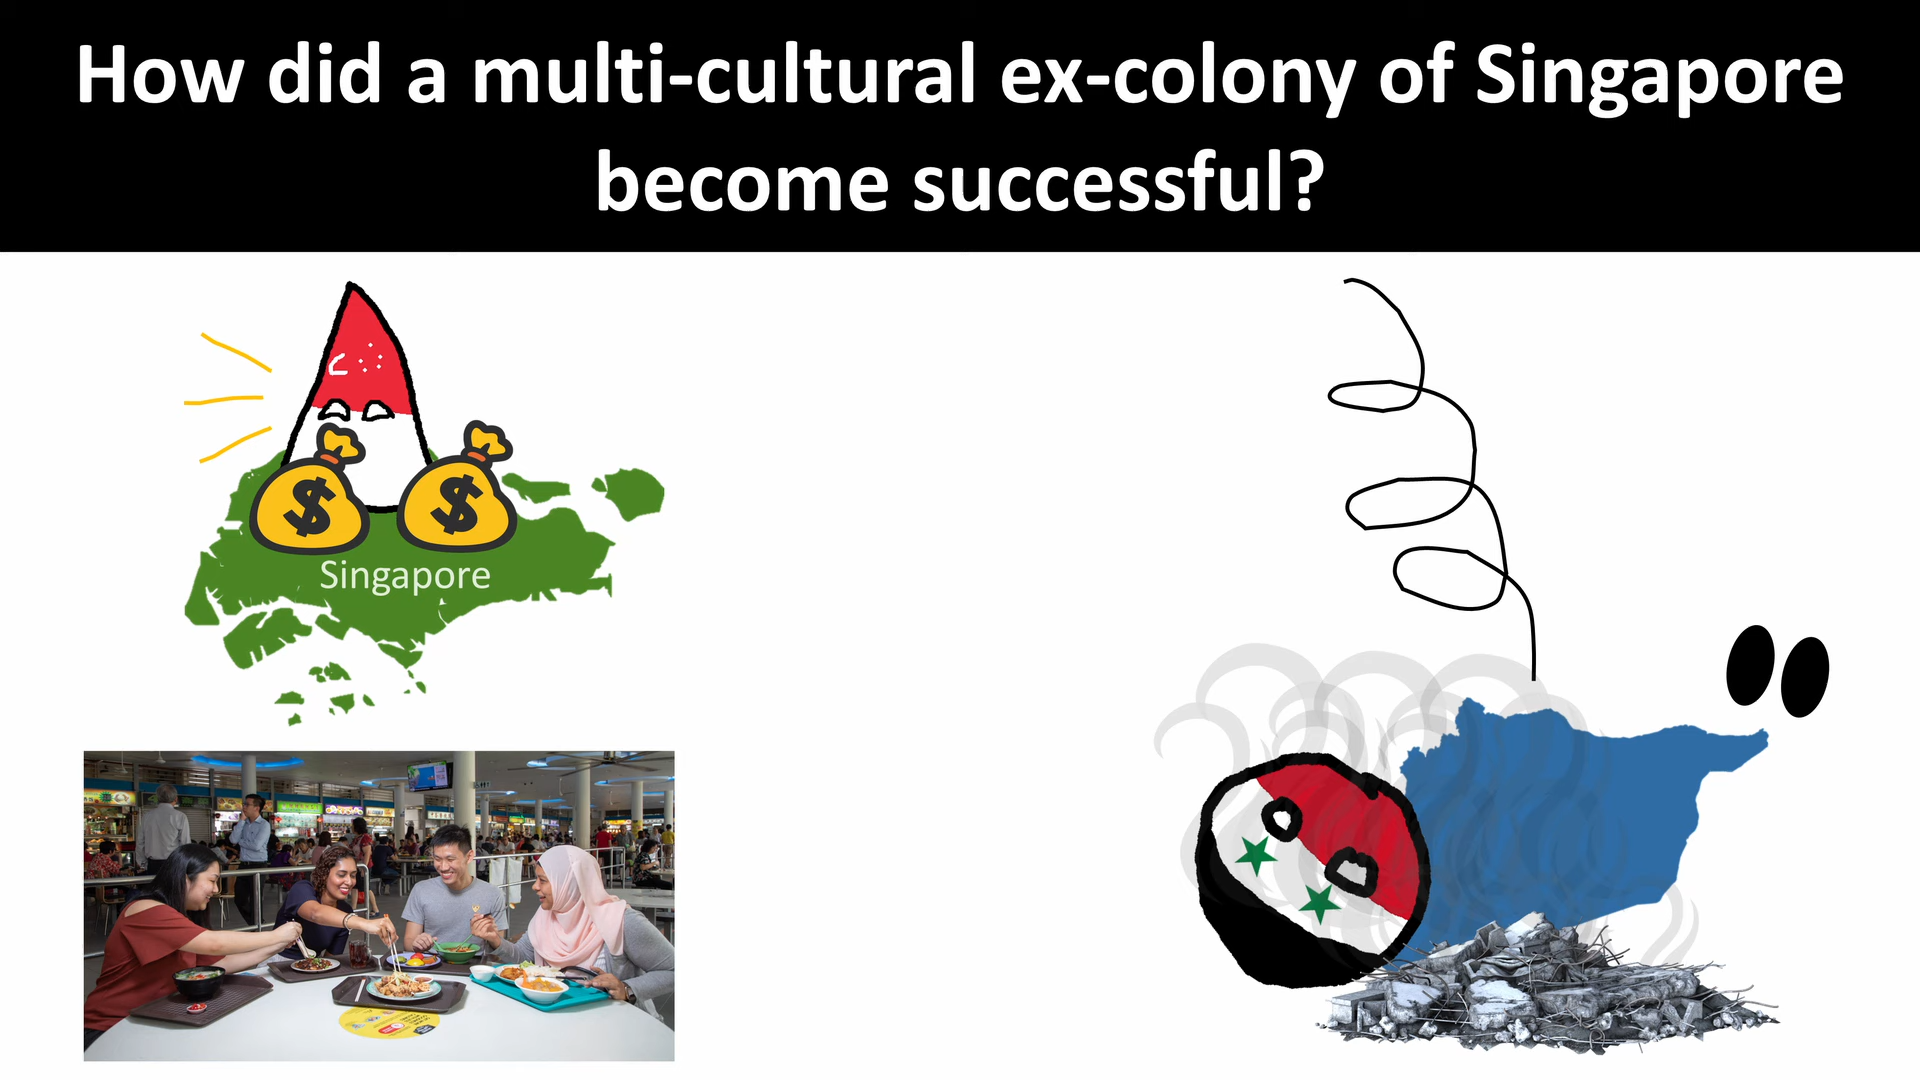 How did a multi-cultural ex-colony of Singapore
become successful?
$
$
Singapore